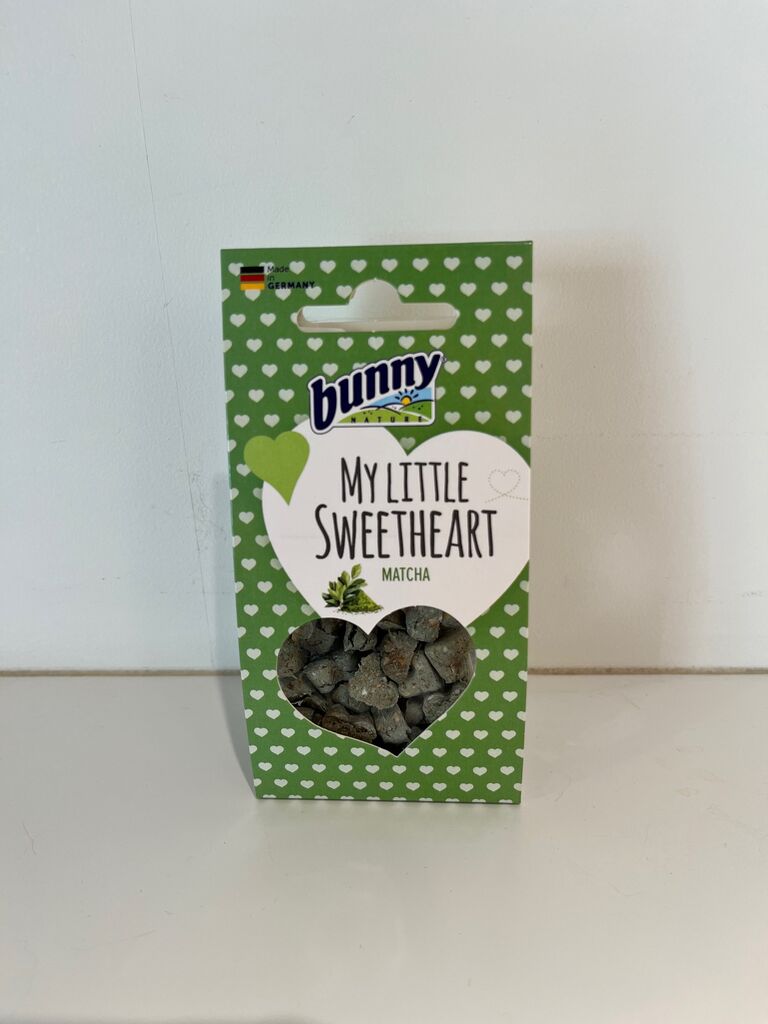 Made
in
GERMANY
bunny
NATURE
MY LITTLE
SWEETHEART
MATCHA